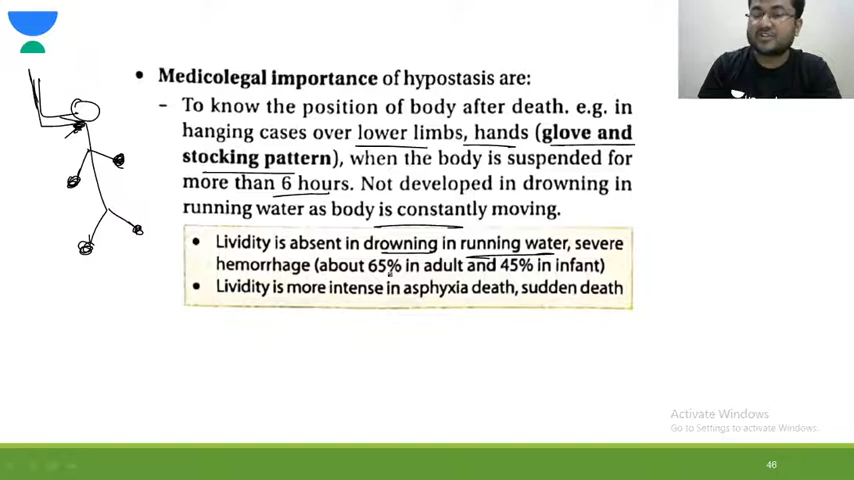 • Medicolegal importance of hypostasis are:
– To know the position of body after death. e.g. in
hanging cases over lower limbs, hands (glove and
stocking pattern), when the body is suspended for
more than 6 hours. Not developed in drowning in
running water as body is constantly moving.
• Lividity is absent in drowning in running water, severe
hemorrhage (about 65% in adult and 45% in infant)
• Lividity is more intense in asphyxia death, sudden death
Activate Windows
Go to Settings to activate Windows.
46